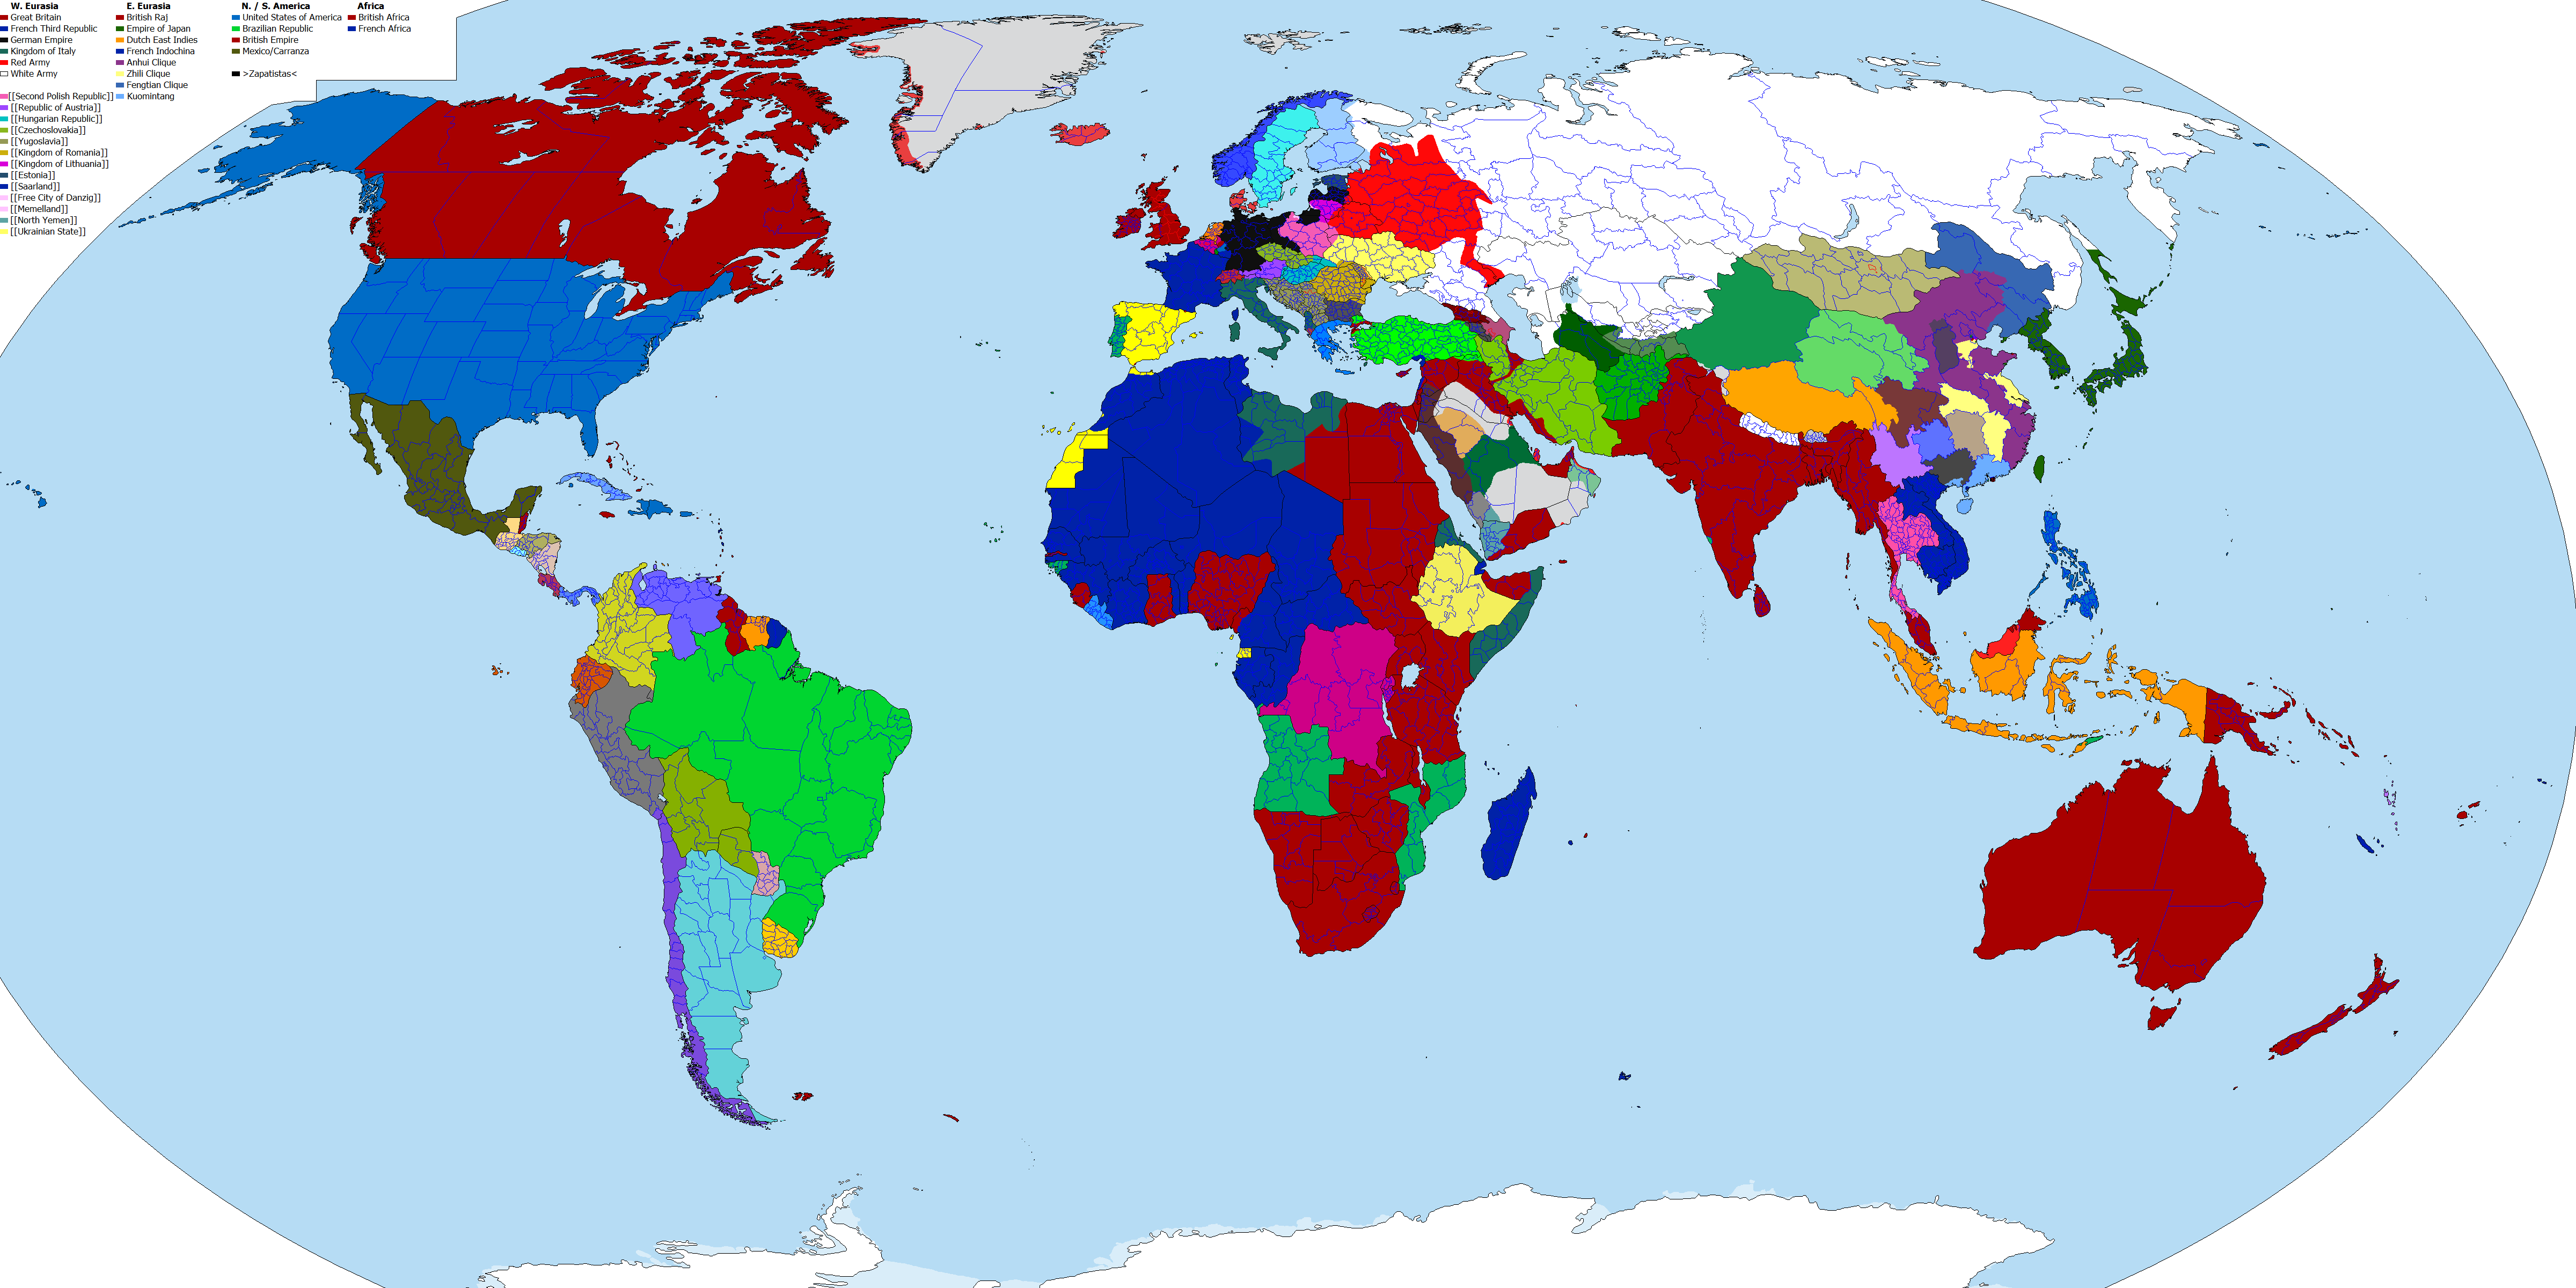 W. Eurasia E. Eurasia N. / S. America Africa
Great Britain British Raj United States of America British Africa
French Third Republic Empire of Japan Brazilian Republic French Africa
German Empire Dutch East Indies British Empire
Kingdom of Italy French Indochina Mexico/Carranza
Red Army Anhui Clique
White Army Zhili Clique >Zapatistas<
Fengtian Clique
[[Second Polish Republic]] Kuomintang
[[Republic of Austria]]
[[Hungarian Republic]]
[[Czechoslovakia]]
[[Yugoslavia]]
[[Kingdom of Romania]]
[[Kingdom of Lithuania]]
[[Estonia]]
[[Saarland]]
[[Free City of Danzig]]
[[Memelland]]
[[North Yemen]]
[[Ukrainian State]]